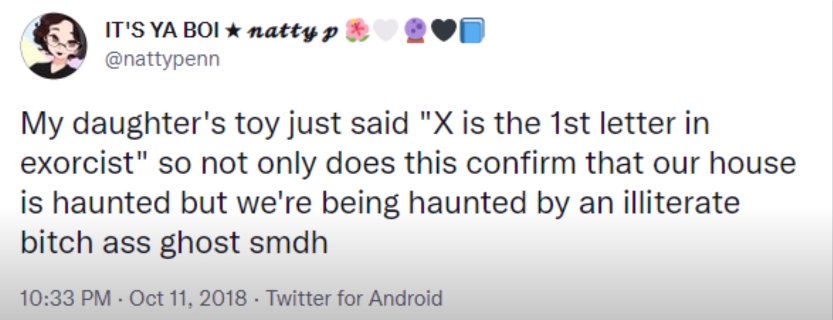 IT'S YA BOI ★ 𝓷𝓪𝓽𝓽𝔂 𝓹 🌺🤍🔮🖤📘
@nattypenn
My daughter's toy just said "X is the 1st letter in
exorcist" so not only does this confirm that our house
is haunted but we're being haunted by an illiterate
bitch ass ghost smdh
10:33 PM · Oct 11, 2018 · Twitter for Android